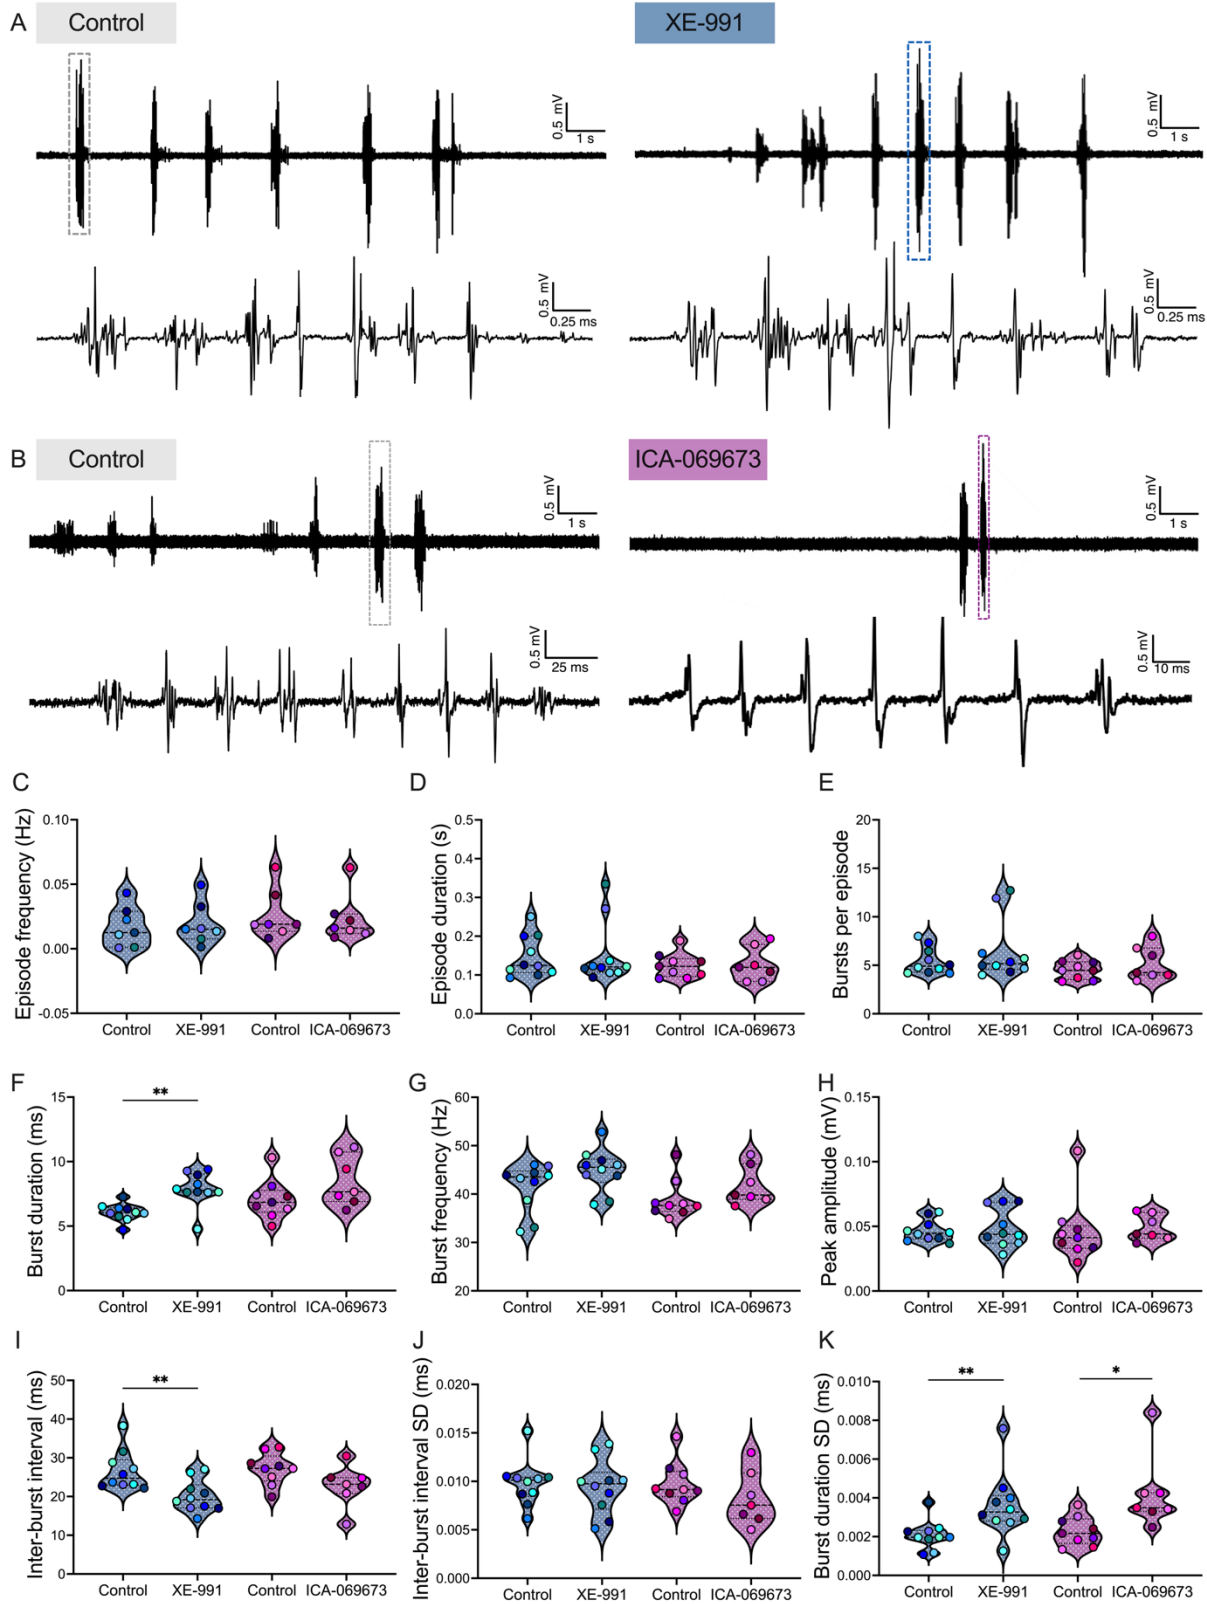 A Control XE-991
0.5 mV
1 s
0.5 mV
1 s
0.5 mV
0.25 ms
0.5 mV
0.25 ms
B Control ICA-069673
0.5 mV
1 s
0.5 mV
1 s
0.5 mV
25 ms
0.5 mV
10 ms
C
Episode frequency (Hz)
0.10
0.05
0.00
-0.05
Control XE-991 Control ICA-069673
D
Episode duration (s)
0.5
0.4
0.3
0.2
0.1
0.0
Control XE-991 Control ICA-069673
E
Bursts per episode
20
15
10
5
0
Control XE-991 Control ICA-069673
F
Burst duration (ms)
15
10
5
0
**
Control XE-991 Control ICA-069673
G
Burst frequency (Hz)
60
50
40
30
20
Control XE-991 Control ICA-069673
H
Peak amplitude (mV)
0.15
0.10
0.05
0.00
Control XE-991 Control ICA-069673
I
Inter-burst interval (ms)
50
40
30
20
10
0
**
Control XE-991 Control ICA-069673
J
Inter-burst interval SD (ms)
0.020
0.015
0.010
0.005
0.000
Control XE-991 Control ICA-069673
K
Burst duration SD (ms)
0.010
0.008
0.006
0.004
0.002
0.000
** *
Control XE-991 Control ICA-069673